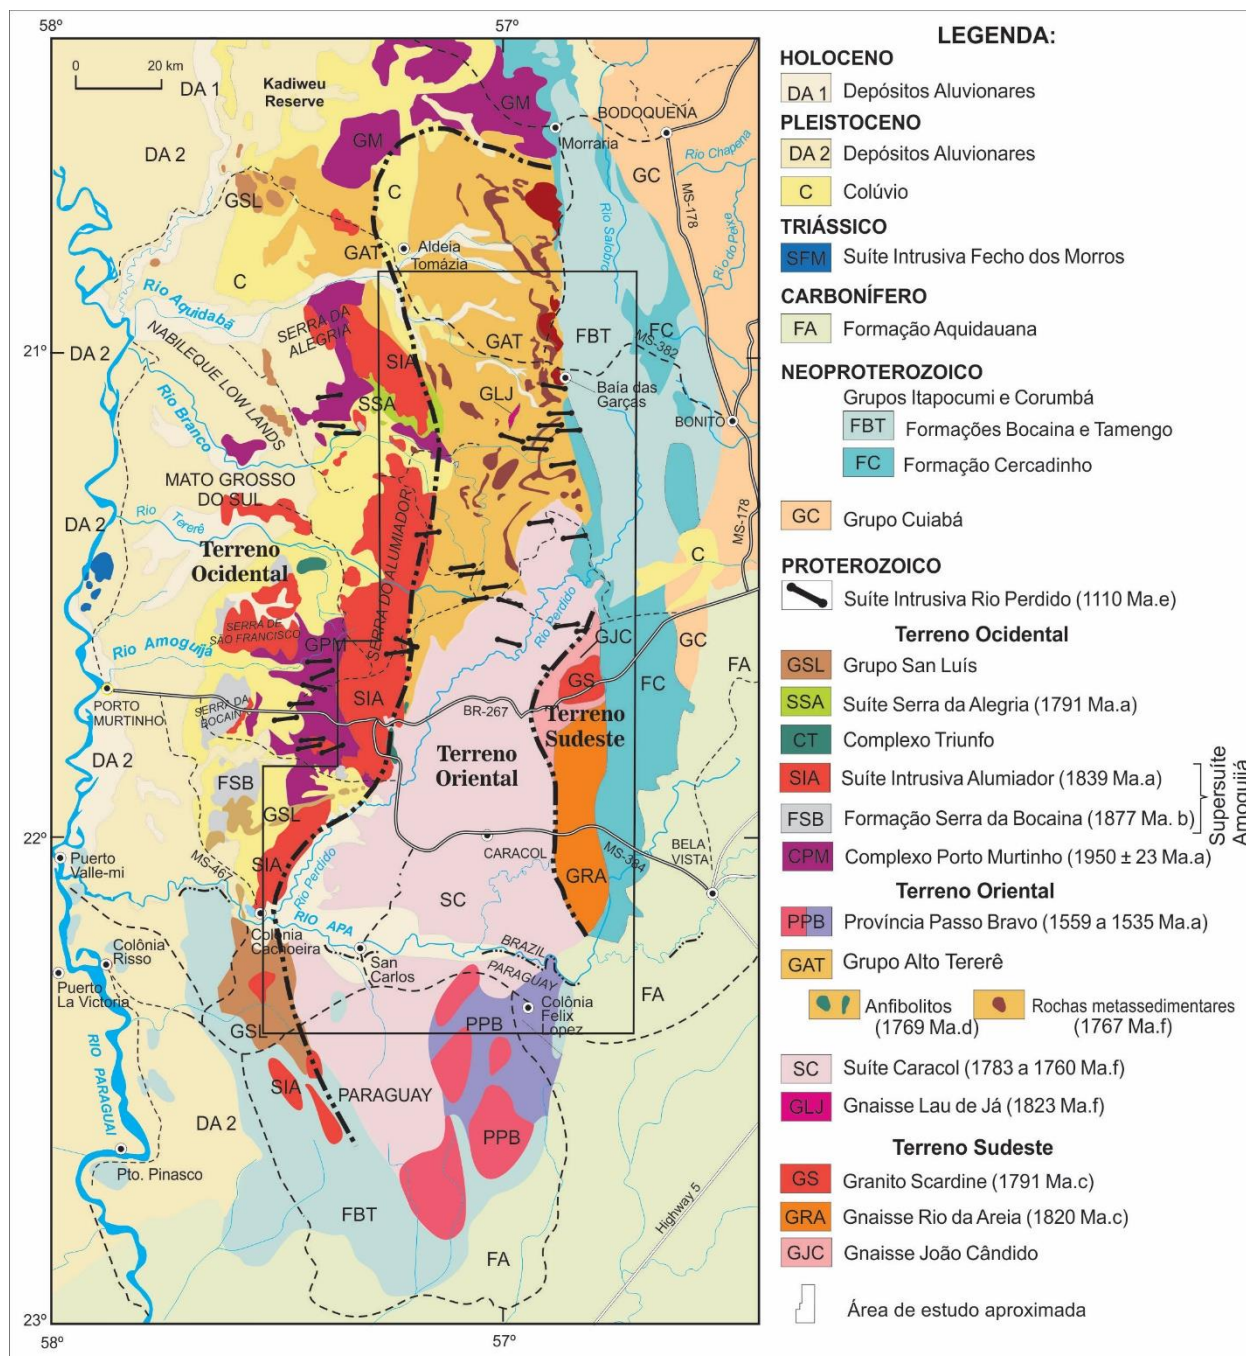 58º
57º
0
20 km
DA 1
Kadiweu
Reserve
GM
BODOQUENA
GM
Morraria
Rio Chapena
DA 2
GC
C
GSL
MS-178
Rio Salobro
Rio do Peixe
GAT
Aldeia
Tomázia
C
Rio Aquidabã
SERRA DA
ALEGRIA
GAT
FBT
FC
MS-382
21º
DA 2
NABILEQUE LOW LANDS
SIA
GLJ
Baía das
Garças
SSA
BONITO
Rio Branco
MATO GROSSO
DO SUL
DA 2
Rio
Tererê
MS-178
SERRA DO ALUMIADOR
Terreno
Ocidental
C
SERRA DE
SÃO FRANCISCO
Rio Perdido
GJC
Rio Amoguijá
GPM
GC
FA
GS
FC
SIA
PORTO
MURTINHO
SERRA DA
BOCAINA
BR-267
Terreno
Sudeste
Terreno
Oriental
DA 2
FSB
GSL
22º
CARACOL
MS-384
BELA
VISTA
Puerto
Valle-mi
MS-467
SIA
Rio Perdido
GRA
SC
RIO APA
Colônia
Cachoeira
BRAZIL
PARAGUAY
Colônia
Risso
San
Carlos
Puerto
La Victoria
FA
Colônia
Felix
Lopez
PPB
GSL
RIO PARAGUAI
SIA
PARAGUAY
DA 2
PPB
Pto. Pinasco
FBT
Highway 5
FA
23º
58º
57º
LEGENDA:
HOLOCENO
DA 1 Depósitos Aluvionares
PLEISTOCENO
DA 2 Depósitos Aluvionares
C Colúvio
TRIÁSSICO
SFM Suíte Intrusiva Fecho dos Morros
CARBONÍFERO
FA Formação Aquidauana
NEOPROTEROZOICO
Grupos Itapocumi e Corumbá
FBT Formações Bocaina e Tamengo
FC Formação Cercadinho
GC Grupo Cuiabá
PROTEROZOICO
Suíte Intrusiva Rio Perdido (1110 Ma.e)
Terreno Ocidental
GSL Grupo San Luís
SSA Suíte Serra da Alegria (1791 Ma.a)
CT Complexo Triunfo
SIA Suíte Intrusiva Alumiador (1839 Ma.a)
FSB Formação Serra da Bocaina (1877 Ma. b)
Supersuíte
Amoguijá
CPM Complexo Porto Murtinho (1950 ± 23 Ma.a)
Terreno Oriental
PPB Província Passo Bravo (1559 a 1535 Ma.a)
GAT Grupo Alto Tererê
Anfibolitos
(1769 Ma.d)
Rochas metassedimentares
(1767 Ma.f)
SC Suíte Caracol (1783 a 1760 Ma.f)
GLJ Gnaisse Lau de Já (1823 Ma.f)
Terreno Sudeste
GS Granito Scardine (1791 Ma.c)
GRA Gnaisse Rio da Areia (1820 Ma.c)
GJC Gnaisse João Cândido
Área de estudo aproximada